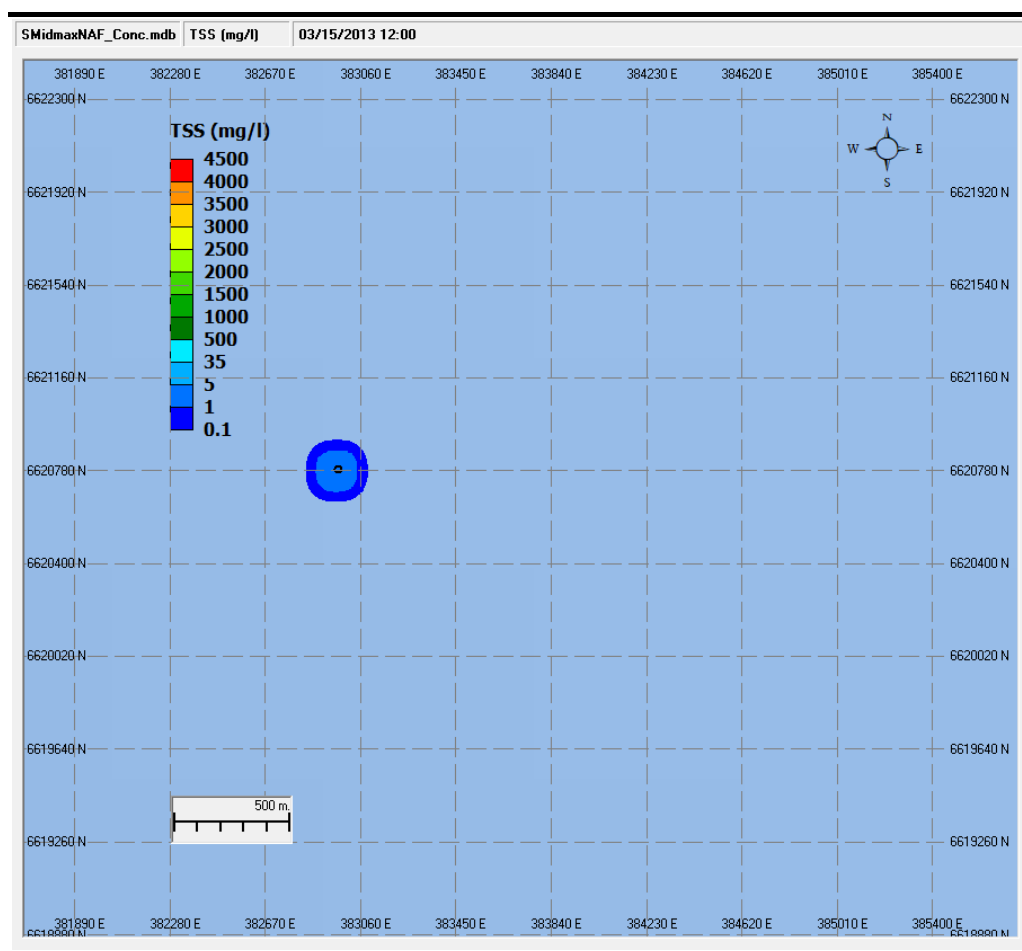 SMidmaxNAF_Conc.mdb TSS (mg/l) 03/15/2013 12:00
381890 E 382280 E 382670 E 383060 E 383450 E 383840 E 384230 E 384620 E 385010 E 385400 E
6622300 N 6622300 N
N
TSS (mg/l)
W E
4500
S
4000
6621920 N 6621920 N
3500
3000
2500
2000
6621540 N 6621540 N
1500
1000
500
35
6621160 N 6621160 N
5
1
0.1
6620780 N 6620780 N
6620400 N 6620400 N
6620020 N 6620020 N
6619640 N 6619640 N
500 m.
6619260 N 6619260 N
381890 E 382280 E 382670 E 383060 E 383450 E 383840 E 384230 E 384620 E 385010 E 385400 E
6618880 N 6618880 N